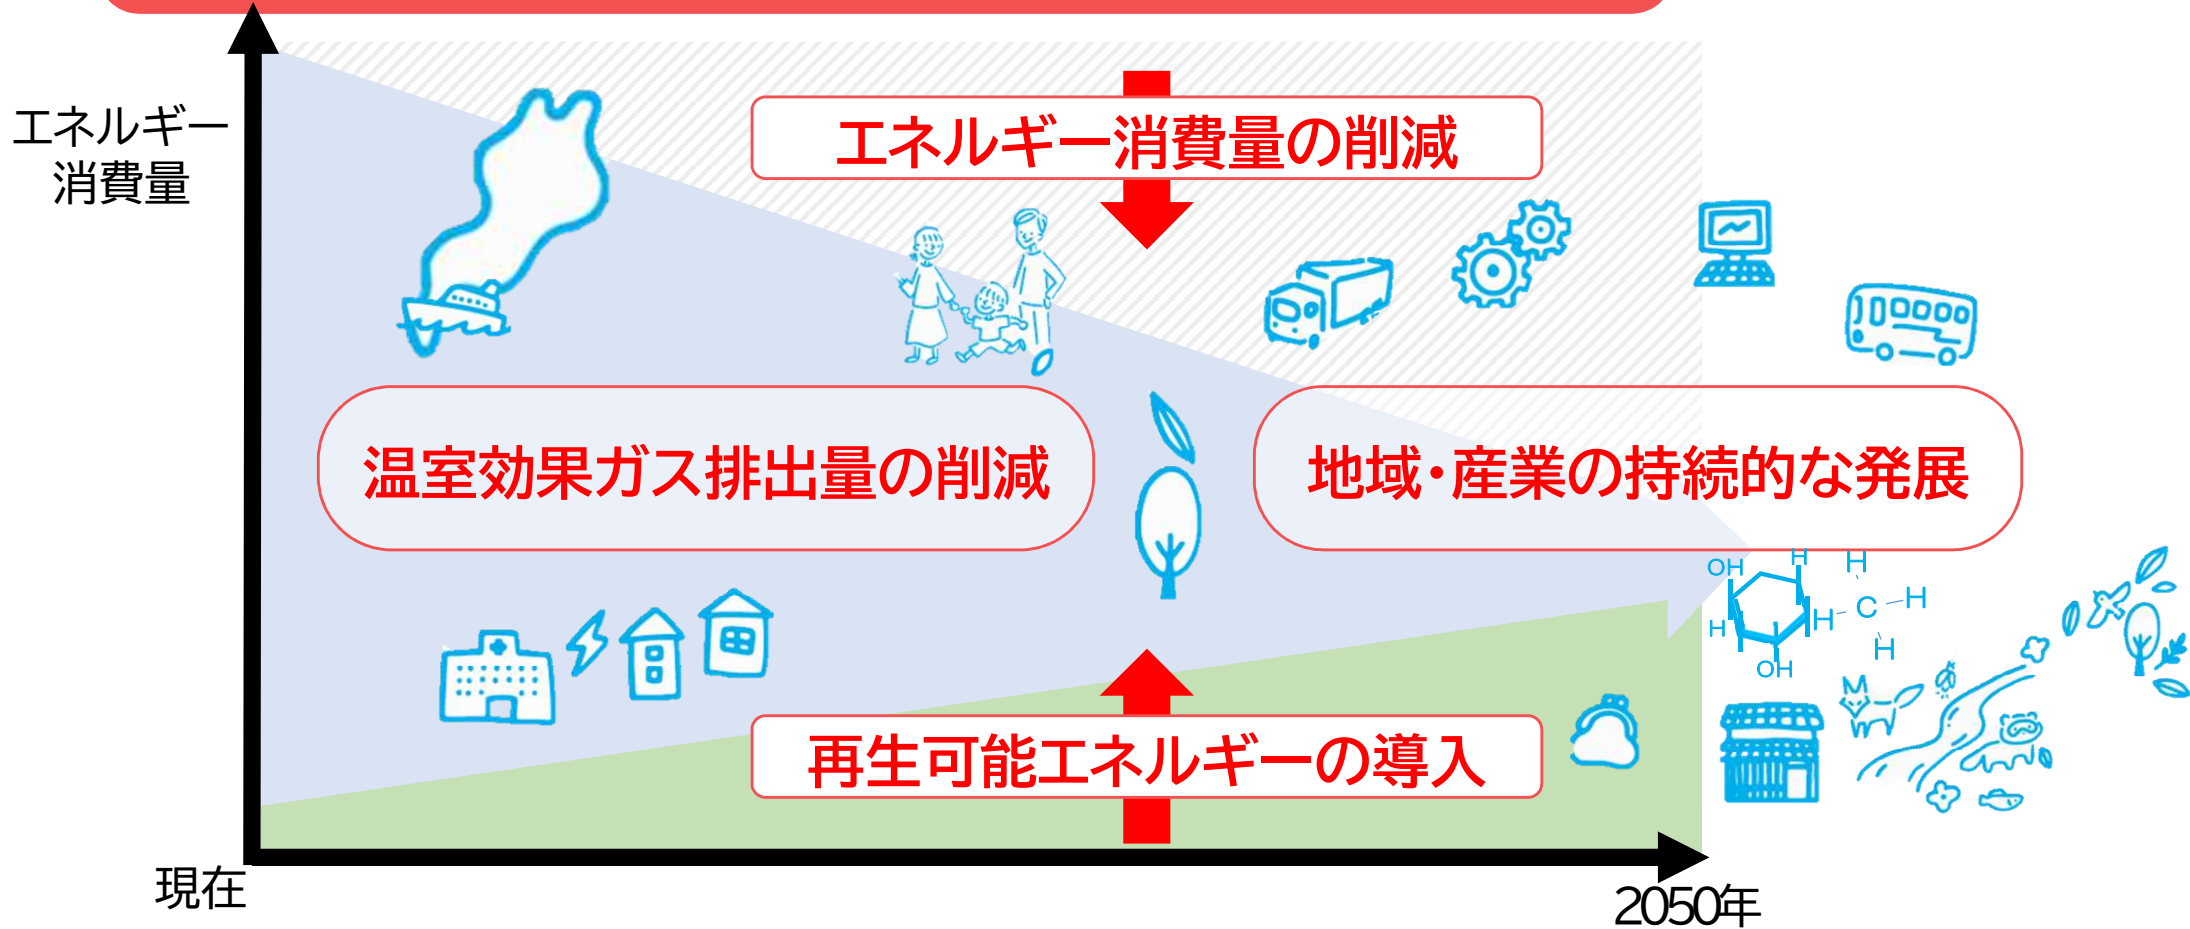 エネルギー
消費量
エネルギー消費量の削減
温室効果ガス排出量の削減
地域・産業の持続的な発展
OH
H
H
H
C
H
H
H
OH
再生可能エネルギーの導入
現在
2050年